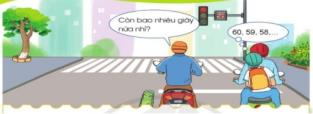 Còn bao nhiêu giây
nữa nhỉ?
60, 59, 58,...